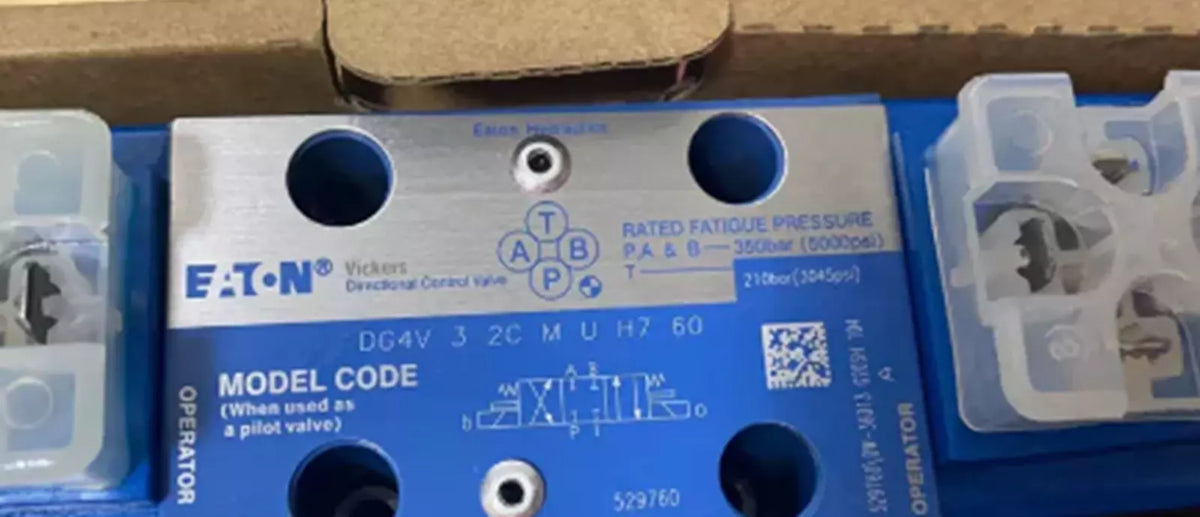 Eaton Hydraulics
EATON®
Vickers
Directional Control Valve
T
A B
P
RATED FATIGUE PRESSURE
P,A & B — 350bar (5000psi)
T —
210bar(3045psi)
DG4V 3 2C M U H7 60
MODEL CODE
(When used as
a pilot valve)
A B
b o
P T
OPERATOR
529760
A
OPERATOR